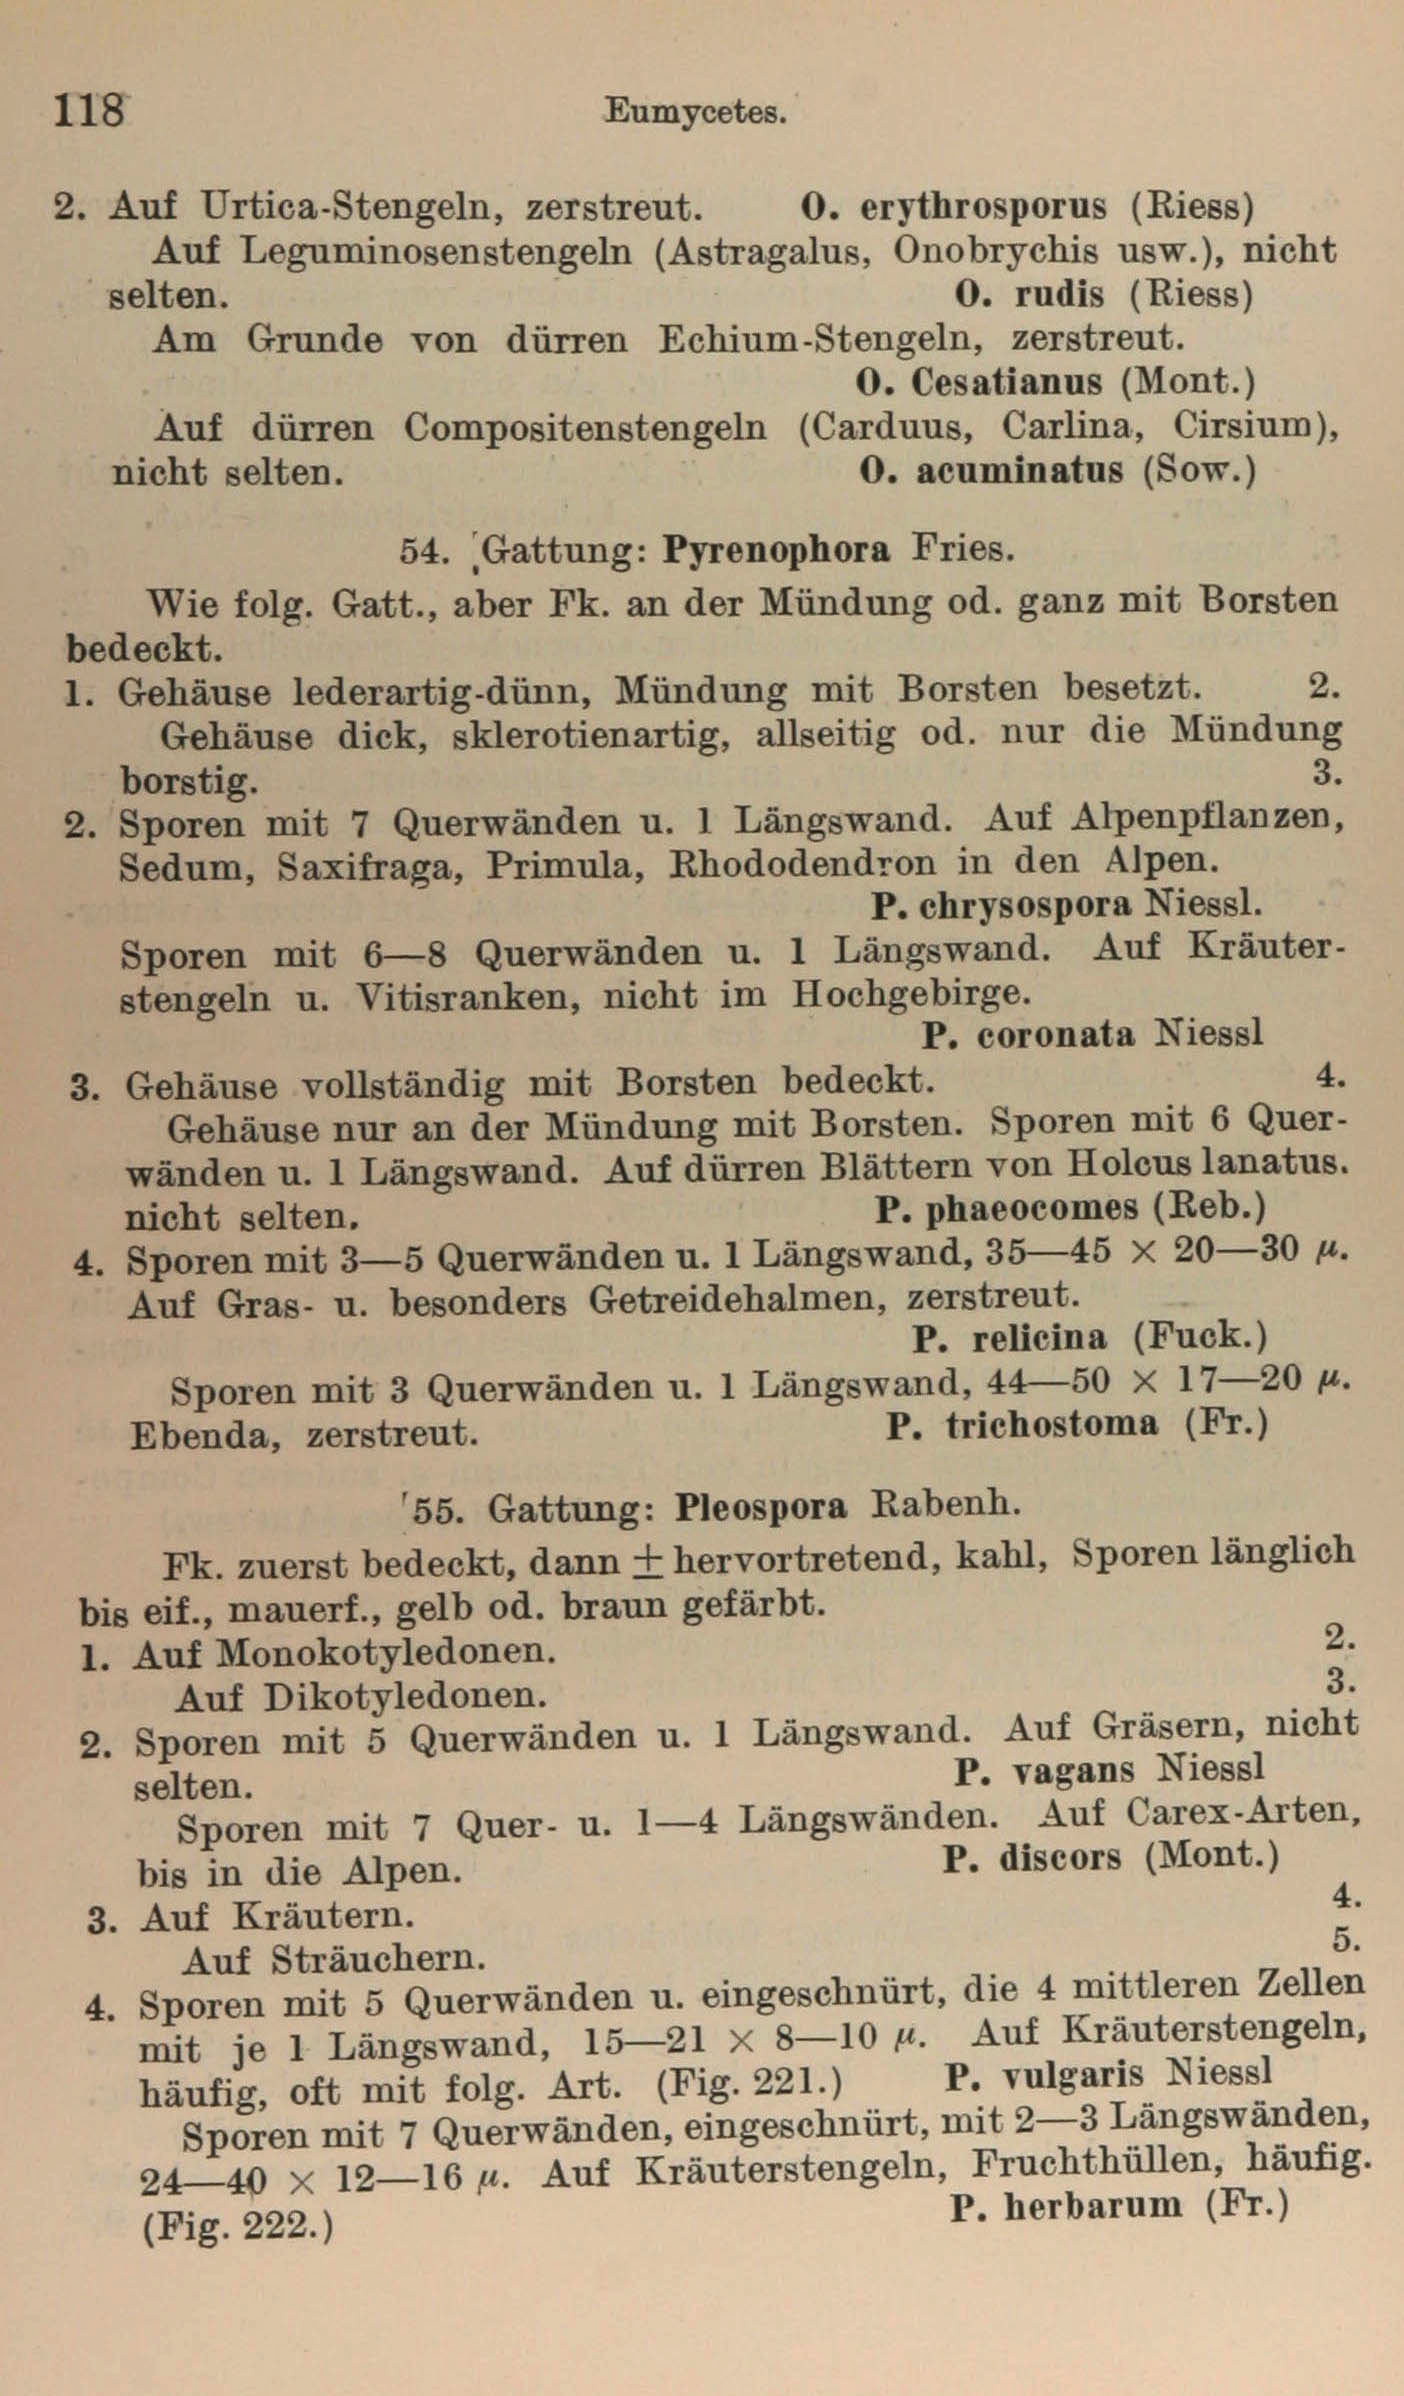 118 Eumycetes.
2. Auf Urtica-Stengeln, zerstreut. O. erythrosporus (Riess)
Auf Leguminosenstengeln (Astragalus, Onobrychis usw.), nicht
selten. O. rudis (Riess)
Am Grunde von dürren Echium-Stengeln, zerstreut.
O. Cesatianus (Mont.)
Auf dürren Compositenstengeln (Carduus, Carlina, Cirsium),
nicht selten. O. acuminatus (Sow.)
54. Gattung: Pyrenophora Fries.
Wie folg. Gatt., aber Fk. an der Mündung od. ganz mit Borsten
bedeckt.
1. Gehäuse lederartig-dünn, Mündung mit Borsten besetzt. 2.
Gehäuse dick, sklerotienartig, allseitig od. nur die Mündung
borstig. 3.
2. Sporen mit 7 Querwänden u. 1 Längswand. Auf Alpenpflanzen,
Sedum, Saxifraga, Primula, Rhododendron in den Alpen.
P. chrysospora Niessl.
Sporen mit 6—8 Querwänden u. 1 Längswand. Auf Kräuter-
stengeln u. Vitisranken, nicht im Hochgebirge.
P. coronata Niessl
3. Gehäuse vollständig mit Borsten bedeckt. 4.
Gehäuse nur an der Mündung mit Borsten. Sporen mit 6 Quer-
wänden u. 1 Längswand. Auf dürren Blättern von Holcus lanatus.
nicht selten. P. phaeocomes (Reb.)
4. Sporen mit 3—5 Querwänden u. 1 Längswand, 35—45 × 20—30 µ.
Auf Gras- u. besonders Getreidehalmen, zerstreut.
P. relicina (Fuck.)
Sporen mit 3 Querwänden u. 1 Längswand, 44—50 × 17—20 µ.
Ebenda, zerstreut. P. trichostoma (Fr.)
55. Gattung: Pleospora Rabenh.
Fk. zuerst bedeckt, dann ± hervortretend, kahl, Sporen länglich
bis eif., mauerf., gelb od. braun gefärbt.
1. Auf Monokotyledonen. 2.
Auf Dikotyledonen. 3.
2. Sporen mit 5 Querwänden u. 1 Längswand. Auf Gräsern, nicht
selten. P. vagans Niessl
Sporen mit 7 Quer- u. 1—4 Längswänden. Auf Carex-Arten,
bis in die Alpen. P. discors (Mont.)
3. Auf Kräutern. 4.
Auf Sträuchern. 5.
4. Sporen mit 5 Querwänden u. eingeschnürt, die 4 mittleren Zellen
mit je 1 Längswand, 15—21 × 8—10 µ. Auf Kräuterstengeln,
häufig, oft mit folg. Art. (Fig. 221.) P. vulgaris Niessl
Sporen mit 7 Querwänden, eingeschnürt, mit 2—3 Längswänden,
24—40 × 12—16 µ. Auf Kräuterstengeln, Fruchthüllen, häufig.
(Fig. 222.) P. herbarum (Fr.)